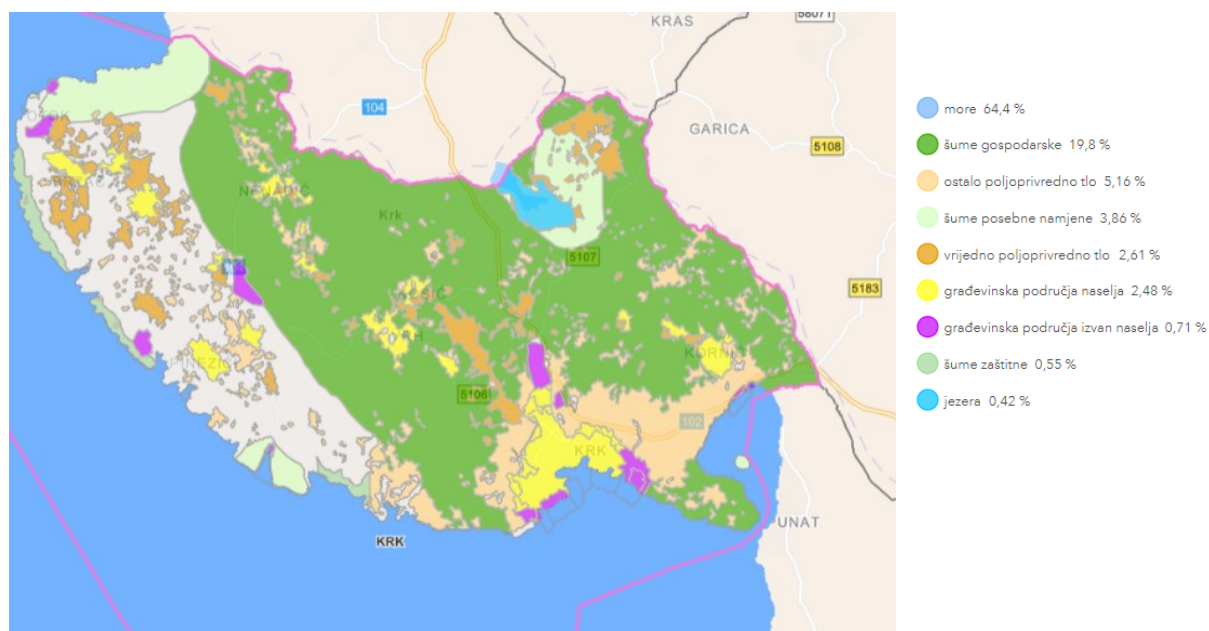 KRAS
58071
104
GARICA
5108
NENADIĆ
Krk
5107
5183
KORNIĆ
5106
102
KRK
PUNAT
KRK
more 64,4 %
šume gospodarske 19,8 %
ostalo poljoprivredno tlo 5,16 %
šume posebne namjene 3,86 %
vrijedno poljoprivredno tlo 2,61 %
građevinska područja naselja 2,48 %
građevinska područja izvan naselja 0,71 %
šume zaštitne 0,55 %
jezera 0,42 %